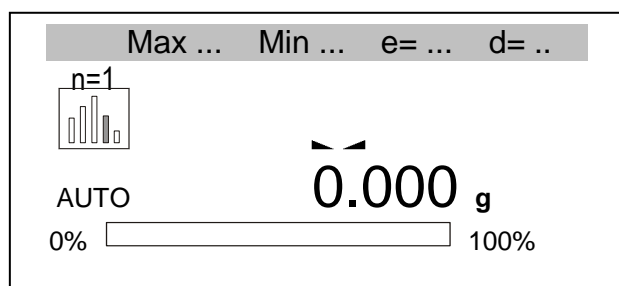 Max ... Min ... e= ... d= ..
n=1
AUTO 0.000 g
0% 100%